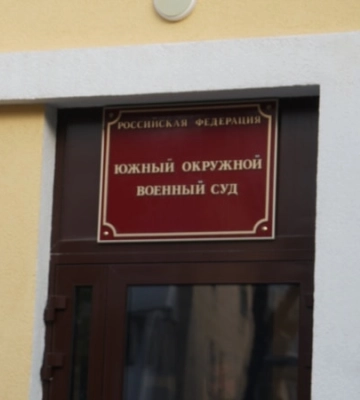 РОССИЙСКАЯ ФЕДЕРАЦИЯ
ЮЖНЫЙ ОКРУЖНОЙ
ВОЕННЫЙ СУД